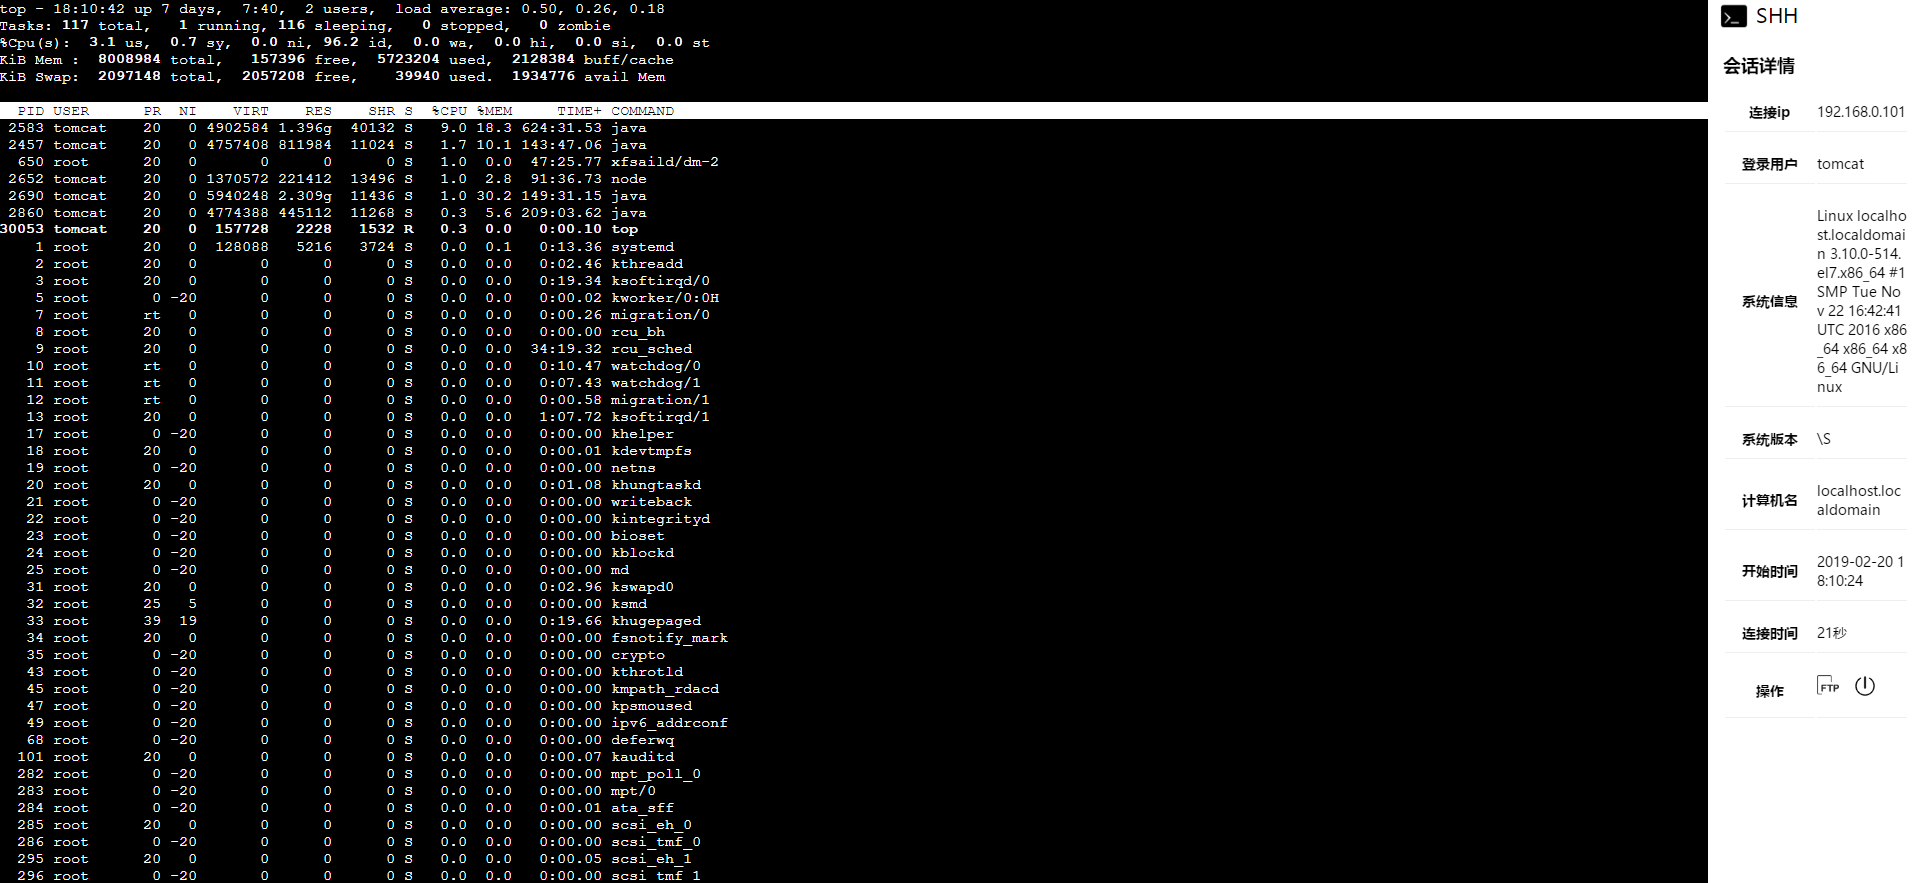 top - 18:10:42 up 7 days,  7:40,  2 users,  load average: 0.50, 0.26, 0.18
Tasks: 117 total,   1 running, 116 sleeping,   0 stopped,   0 zombie
%Cpu(s):  3.1 us,  0.7 sy,  0.0 ni, 96.2 id,  0.0 wa,  0.0 hi,  0.0 si,  0.0 st
KiB Mem :  8008984 total,   157396 free,  5723204 used,  2128384 buff/cache
KiB Swap:  2097148 total,  2057208 free,    39940 used.  1934776 avail Mem
PID USER      PR  NI    VIRT    RES    SHR S  %CPU %MEM     TIME+ COMMAND
2583 tomcat    20   0 4902584 1.396g  40132 S   9.0 18.3 624:31.53 java
2457 tomcat    20   0 4757408 811984  11024 S   1.7 10.1 143:47.06 java
650 root      20   0       0      0      0 S   1.0  0.0  47:25.77 xfsaild/dm-2
2652 tomcat    20   0 1370572 221412  13496 S   1.0  2.8  91:36.73 node
2690 tomcat    20   0 5940248 2.309g  11436 S   1.0 30.2 149:31.15 java
2860 tomcat    20   0 4774388 445112  11268 S   0.3  5.6 209:03.62 java
30053 tomcat    20   0  157728   2228   1532 R   0.3  0.0   0:00.10 top
1 root      20   0  128088   5216   3724 S   0.0  0.1   0:13.36 systemd
2 root      20   0       0      0      0 S   0.0  0.0   0:02.46 kthreadd
3 root      20   0       0      0      0 S   0.0  0.0   0:19.34 ksoftirqd/0
5 root       0 -20       0      0      0 S   0.0  0.0   0:00.02 kworker/0:0H
7 root      rt   0       0      0      0 S   0.0  0.0   0:00.26 migration/0
8 root      20   0       0      0      0 S   0.0  0.0   0:00.00 rcu_bh
9 root      20   0       0      0      0 S   0.0  0.0  34:19.32 rcu_sched
10 root      rt   0       0      0      0 S   0.0  0.0   0:10.47 watchdog/0
11 root      rt   0       0      0      0 S   0.0  0.0   0:07.43 watchdog/1
12 root      rt   0       0      0      0 S   0.0  0.0   0:00.58 migration/1
13 root      20   0       0      0      0 S   0.0  0.0   1:07.72 ksoftirqd/1
17 root       0 -20       0      0      0 S   0.0  0.0   0:00.00 khelper
18 root      20   0       0      0      0 S   0.0  0.0   0:00.01 kdevtmpfs
19 root       0 -20       0      0      0 S   0.0  0.0   0:00.00 netns
20 root      20   0       0      0      0 S   0.0  0.0   0:01.08 khungtaskd
21 root       0 -20       0      0      0 S   0.0  0.0   0:00.00 writeback
22 root       0 -20       0      0      0 S   0.0  0.0   0:00.00 kintegrityd
23 root       0 -20       0      0      0 S   0.0  0.0   0:00.00 bioset
24 root       0 -20       0      0      0 S   0.0  0.0   0:00.00 kblockd
25 root       0 -20       0      0      0 S   0.0  0.0   0:00.00 md
31 root      20   0       0      0      0 S   0.0  0.0   0:02.96 kswapd0
32 root      25   5       0      0      0 S   0.0  0.0   0:00.00 ksmd
33 root      39  19       0      0      0 S   0.0  0.0   0:19.66 khugepaged
34 root      20   0       0      0      0 S   0.0  0.0   0:00.00 fsnotify_mark
35 root       0 -20       0      0      0 S   0.0  0.0   0:00.00 crypto
43 root       0 -20       0      0      0 S   0.0  0.0   0:00.00 kthrotld
45 root       0 -20       0      0      0 S   0.0  0.0   0:00.00 kmpath_rdacd
47 root       0 -20       0      0      0 S   0.0  0.0   0:00.00 kpsmoused
49 root       0 -20       0      0      0 S   0.0  0.0   0:00.00 ipv6_addrconf
68 root       0 -20       0      0      0 S   0.0  0.0   0:00.00 deferwq
101 root      20   0       0      0      0 S   0.0  0.0   0:00.07 kauditd
282 root       0 -20       0      0      0 S   0.0  0.0   0:00.00 mpt_poll_0
283 root       0 -20       0      0      0 S   0.0  0.0   0:00.00 mpt/0
284 root       0 -20       0      0      0 S   0.0  0.0   0:00.01 ata_sff
285 root      20   0       0      0      0 S   0.0  0.0   0:00.00 scsi_eh_0
286 root       0 -20       0      0      0 S   0.0  0.0   0:00.00 scsi_tmf_0
295 root      20   0       0      0      0 S   0.0  0.0   0:00.05 scsi_eh_1
296 root       0 -20       0      0      0 S   0.0  0.0   0:00.00 scsi_tmf_1
SHH
会话详情
连接ip 192.168.0.101
登录用户 tomcat
系统信息
Linux localho
st.localdomai
n 3.10.0-514.
el7.x86_64 #1
SMP Tue No
v 22 16:42:41
UTC 2016 x86
_64 x86_64 x8
6_64 GNU/Li
nux
系统版本 \S
计算机名
localhost.loc
aldomain
开始时间
2019-02-20 1
8:10:24
连接时间 21秒
操作 FTP